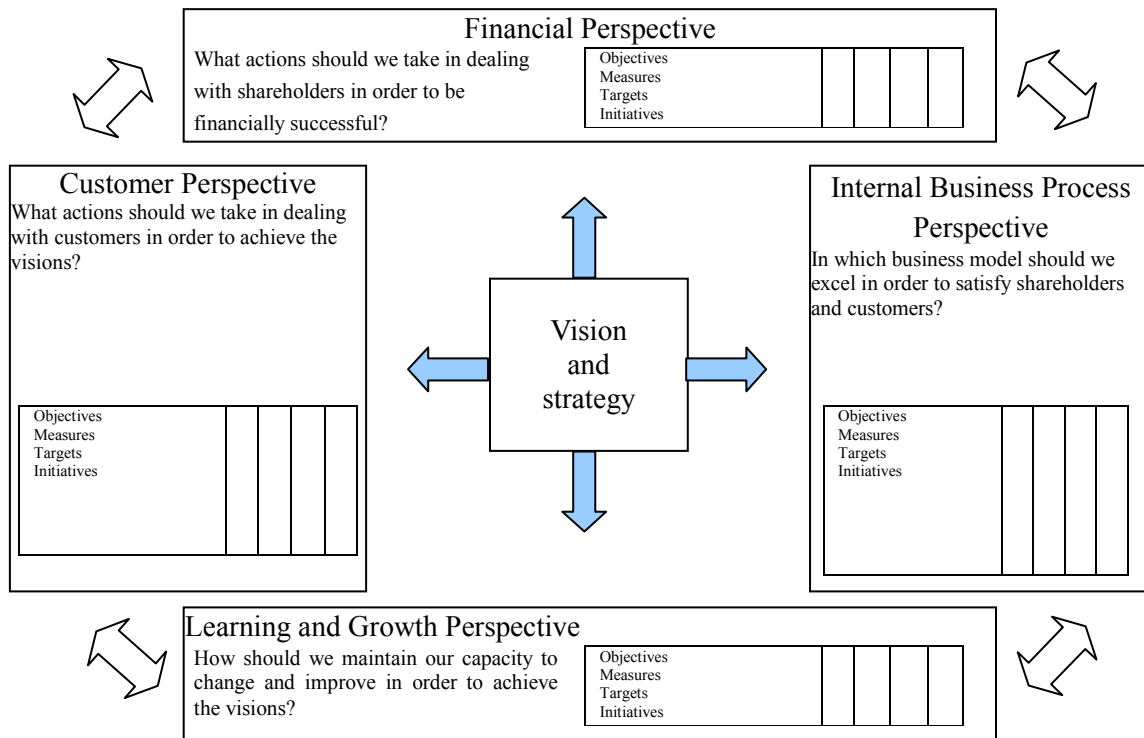 Financial Perspective
What actions should we take in dealing
with shareholders in order to be
financially successful?
Objectives
Measures
Targets
Initiatives
Customer Perspective
What actions should we take in dealing
with customers in order to achieve the
visions?
Objectives
Measures
Targets
Initiatives
Vision
and
strategy
Internal Business Process
Perspective
In which business model should we
excel in order to satisfy shareholders
and customers?
Objectives
Measures
Targets
Initiatives
Learning and Growth Perspective
How should we maintain our capacity to
change and improve in order to achieve
the visions?
Objectives
Measures
Targets
Initiatives